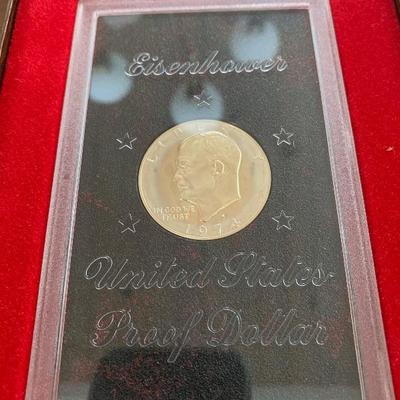 Eisenhower
LIBERTY
IN GOD WE
TRUST
1974
United States
Proof Dollar